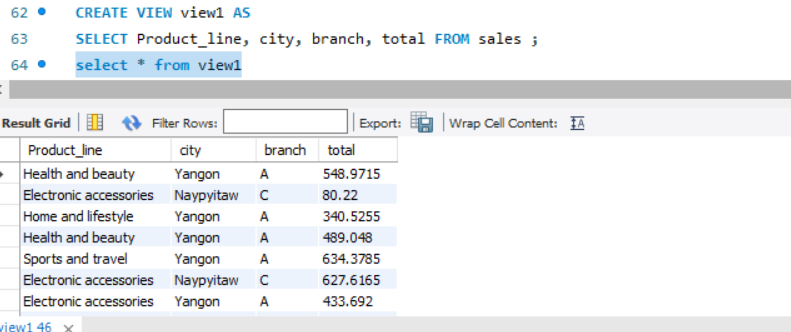 62 CREATE VIEW view1 AS
63 SELECT Product_line, city, branch, total FROM sales ;
64 select * from view1
Result Grid Filter Rows: Export: Wrap Cell Content: IA
Product_line city branch total
Health and beauty Yangon A 548.9715
Electronic accessories Naypyitaw C 80.22
Home and lifestyle Yangon A 340.5255
Health and beauty Yangon A 489.048
Sports and travel Yangon A 634.3785
Electronic accessories Naypyitaw C 627.6165
Electronic accessories Yangon A 433.692
view1 46